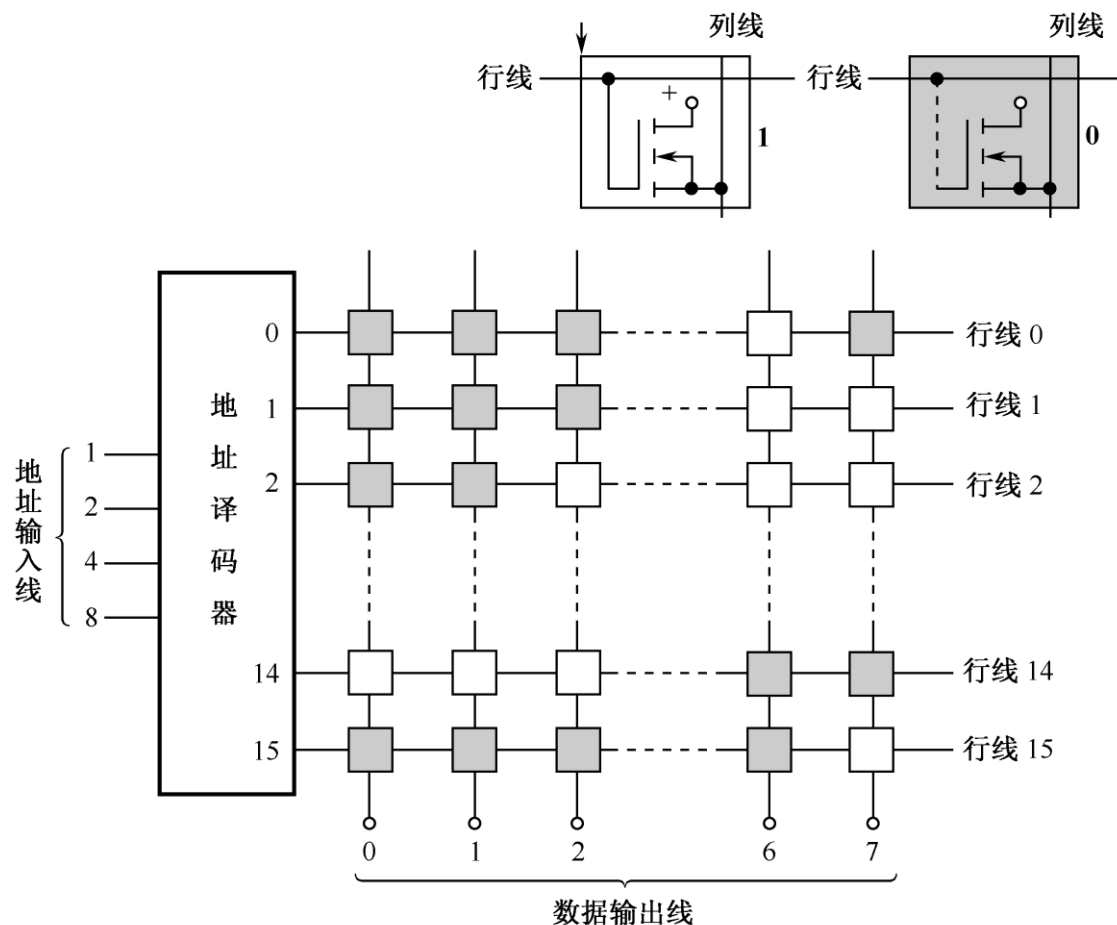 列线 列线
行线 行线
+
1 0
0 行线 0
地 1 行线 1
址 2 行线 2
译
码
器
地址输入线
1
2
4
8
14 行线 14
15 行线 15
0 1 2 6 7
数据输出线